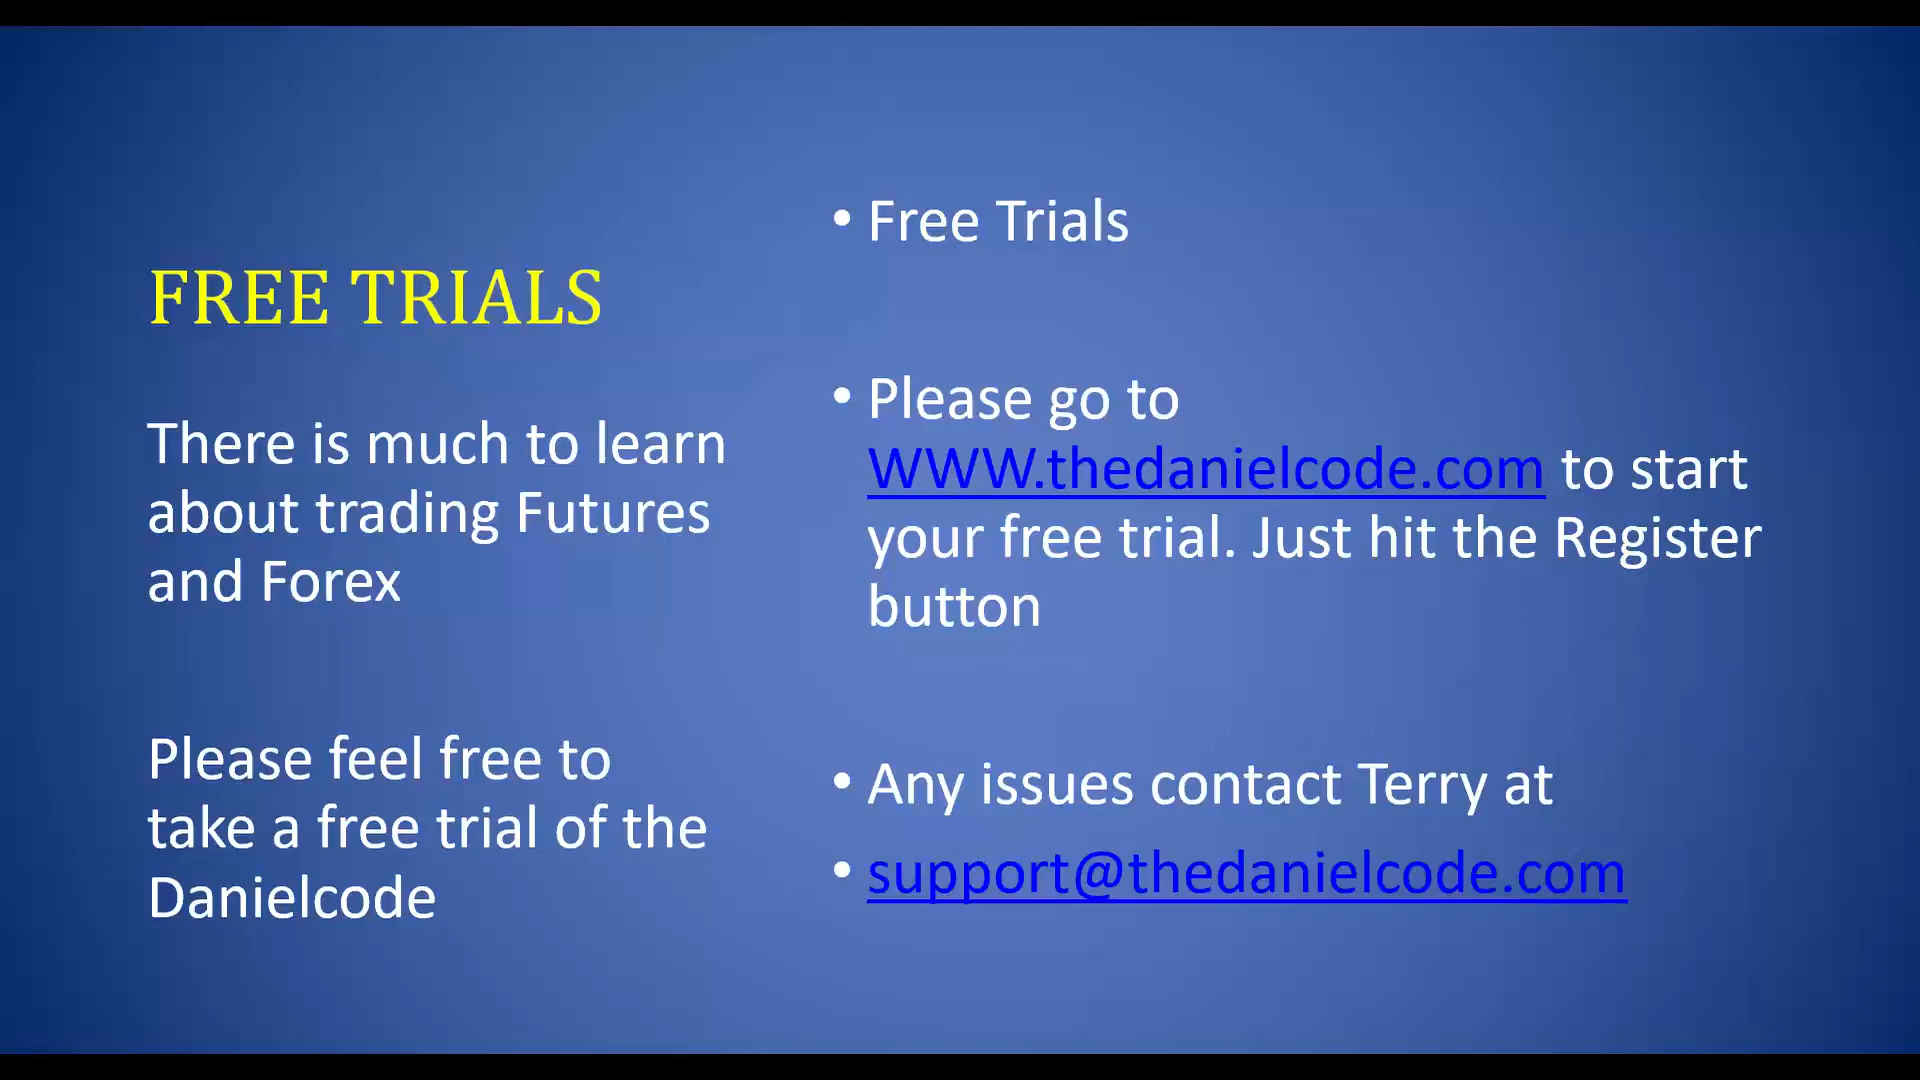 FREE TRIALS
There is much to learn
about trading Futures
and Forex
Please feel free to
take a free trial of the
Danielcode
• Free Trials
• Please go to
WWW.thedanielcode.com to start
your free trial. Just hit the Register
button
• Any issues contact Terry at
• support@thedanielcode.com